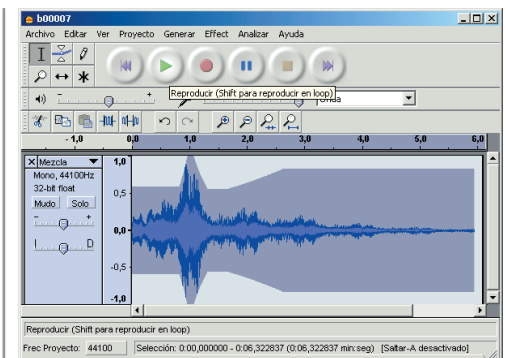 b00007
Archivo Editar Ver Proyecto Generar Effect Analizar Ayuda
Reproducir (Shift para reproducir en loop)
- + Onda
- 1,0 0,0 1,0 2,0 3,0 4,0 5,0 6,0
X Mezcla 1,0
Mono, 44100Hz
32-bit float
0,5
Mudo Solo
- +
0,0
I D
-0,5
-1,0
Reproducir (Shift para reproducir en loop)
Frec Proyecto: 44100 Selección: 0:00,000000 - 0:06,322837 (0:06,322837 min:seg) [Saltar-A desactivado]